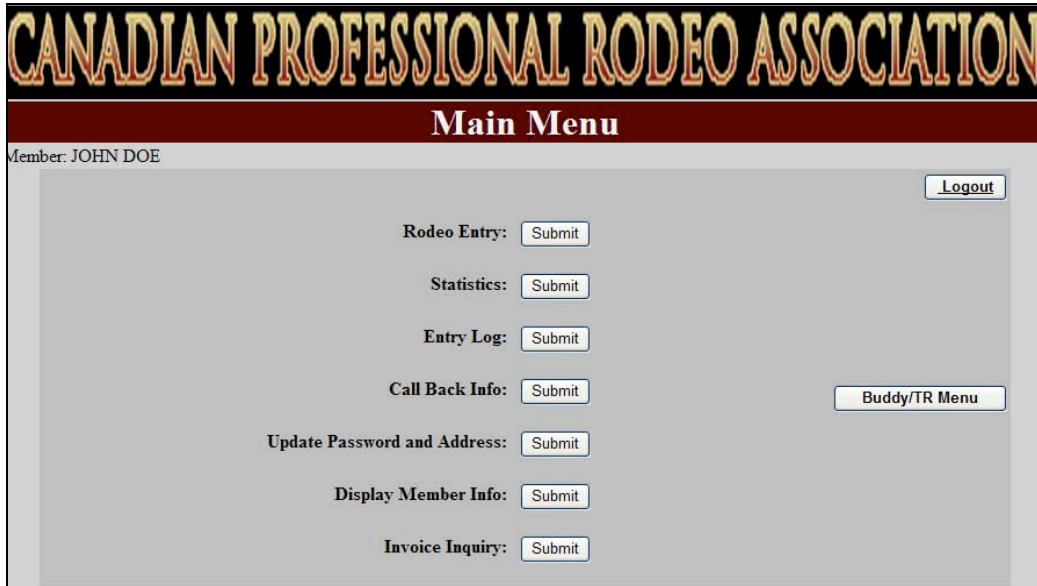 CANADIAN PROFESSIONAL RODEO ASSOCIATION
Main Menu
Member: JOHN DOE
Logout
Rodeo Entry: Submit
Statistics: Submit
Entry Log: Submit
Call Back Info: Submit
Buddy/TR Menu
Update Password and Address: Submit
Display Member Info: Submit
Invoice Inquiry: Submit